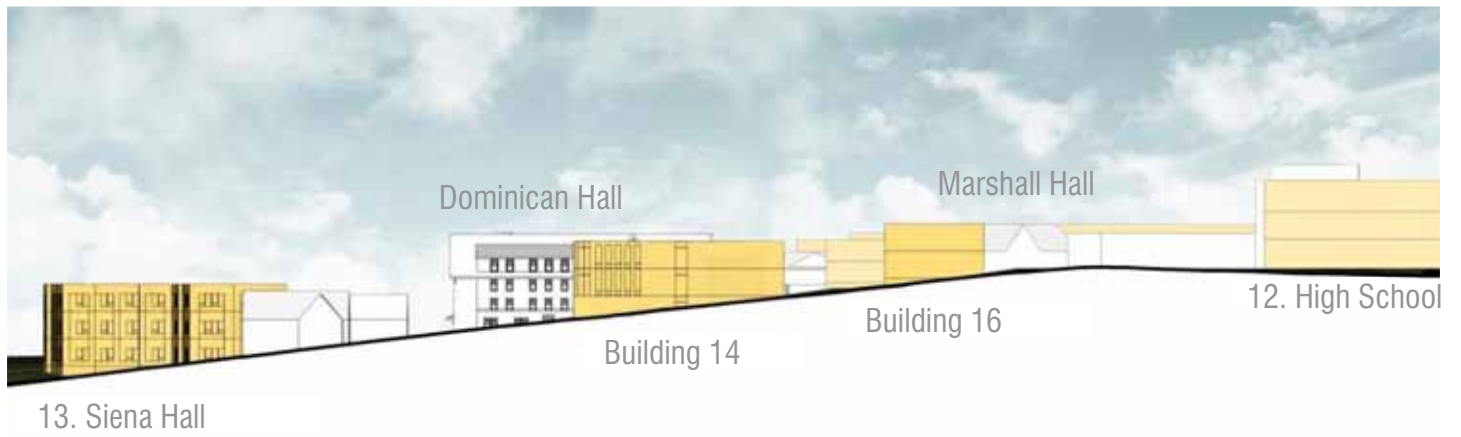 Dominican Hall
Marshall Hall
12. High School
Building 16
Building 14
13. Siena Hall